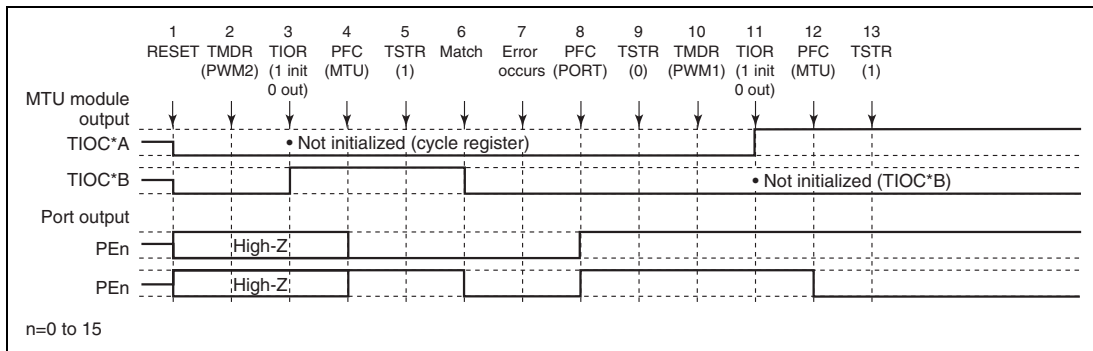 1 2 3 4 5 6 7 8 9 10 11 12 13
RESET TMDR TIOR PFC TSTR Match Error PFC TSTR TMDR TIOR PFC TSTR
(PWM2) (1 init (MTU) (1) occurs (PORT) (0) (PWM1) (1 init (MTU) (1)
0 out) 0 out)
MTU module
output
TIOC*A
• Not initialized (cycle register)
TIOC*B
• Not initialized (TIOC*B)
Port output
PEn
High-Z
PEn
High-Z
n=0 to 15